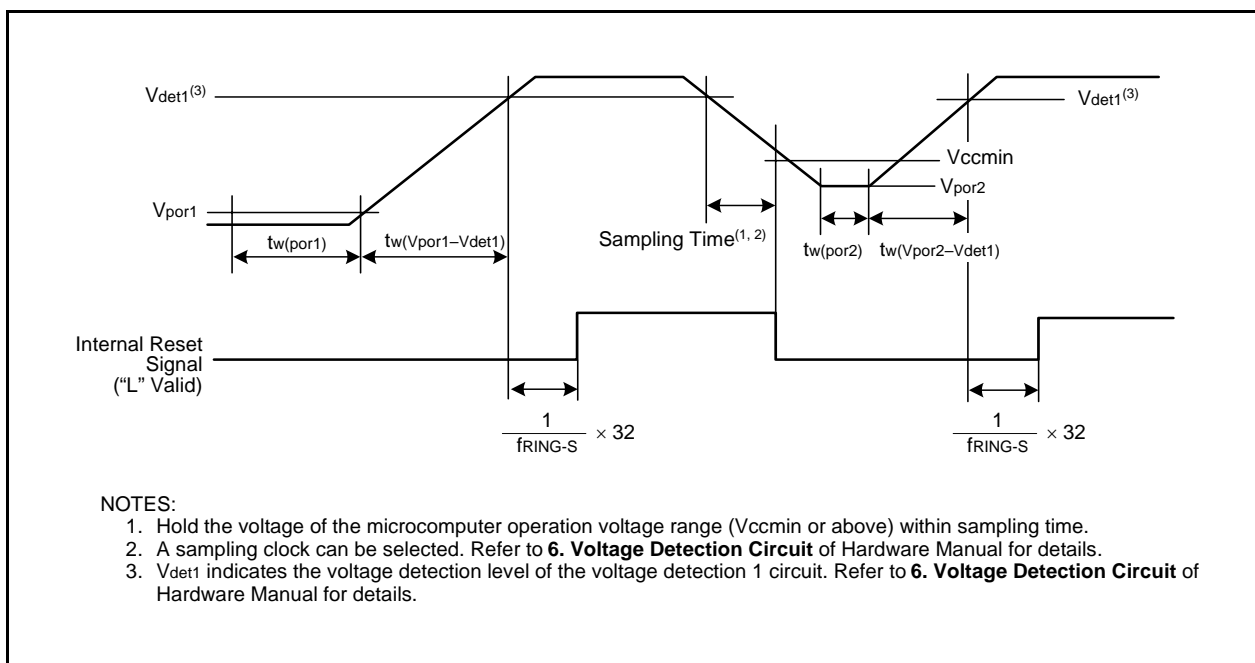 Vdet1(3)
Vdet1(3)
Vccmin
Vpor2
Vpor1
tw(por1)
tw(Vpor1–Vdet1)
Sampling Time(1, 2)
tw(por2)
tw(Vpor2–Vdet1)
Internal Reset
Signal
(“L” Valid)
1
fRING-S
× 32
1
fRING-S
× 32
NOTES:
1. Hold the voltage of the microcomputer operation voltage range (Vccmin or above) within sampling time.
2. A sampling clock can be selected. Refer to 6. Voltage Detection Circuit of Hardware Manual for details.
3. Vdet1 indicates the voltage detection level of the voltage detection 1 circuit. Refer to 6. Voltage Detection Circuit of
Hardware Manual for details.